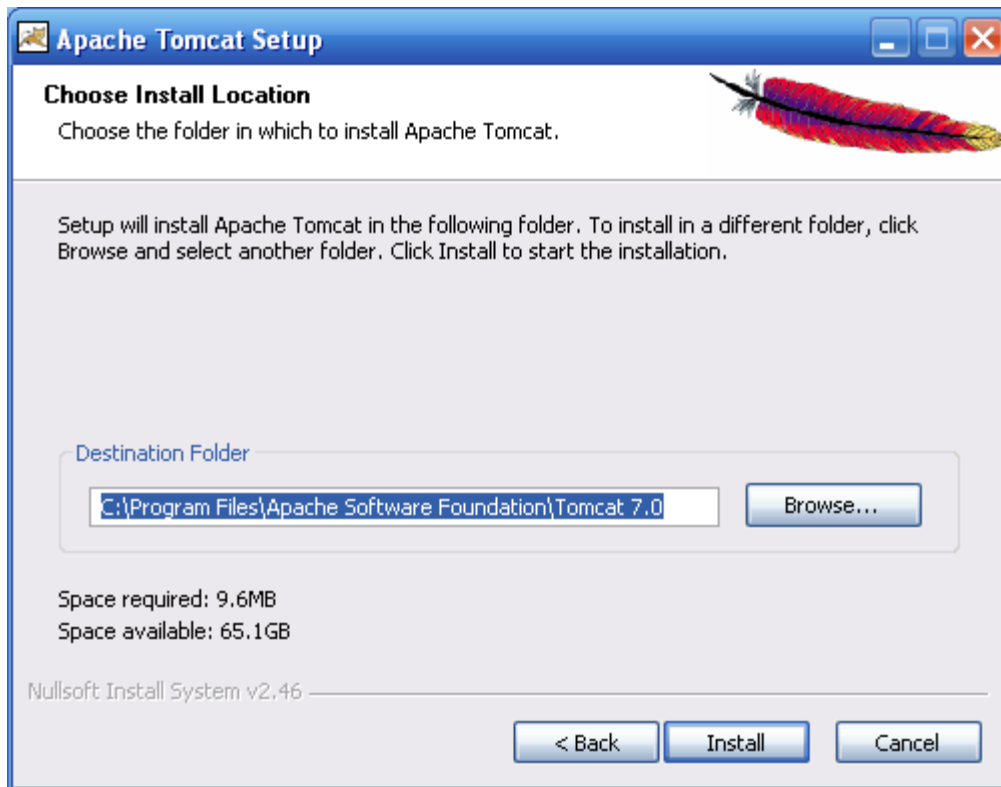 Apache Tomcat Setup
Choose Install Location
Choose the folder in which to install Apache Tomcat.
Setup will install Apache Tomcat in the following folder. To install in a different folder, click
Browse and select another folder. Click Install to start the installation.
Destination Folder
C:\Program Files\Apache Software Foundation\Tomcat 7.0
Browse...
Space required: 9.6MB
Space available: 65.1GB
Nullsoft Install System v2.46
< Back
Install
Cancel